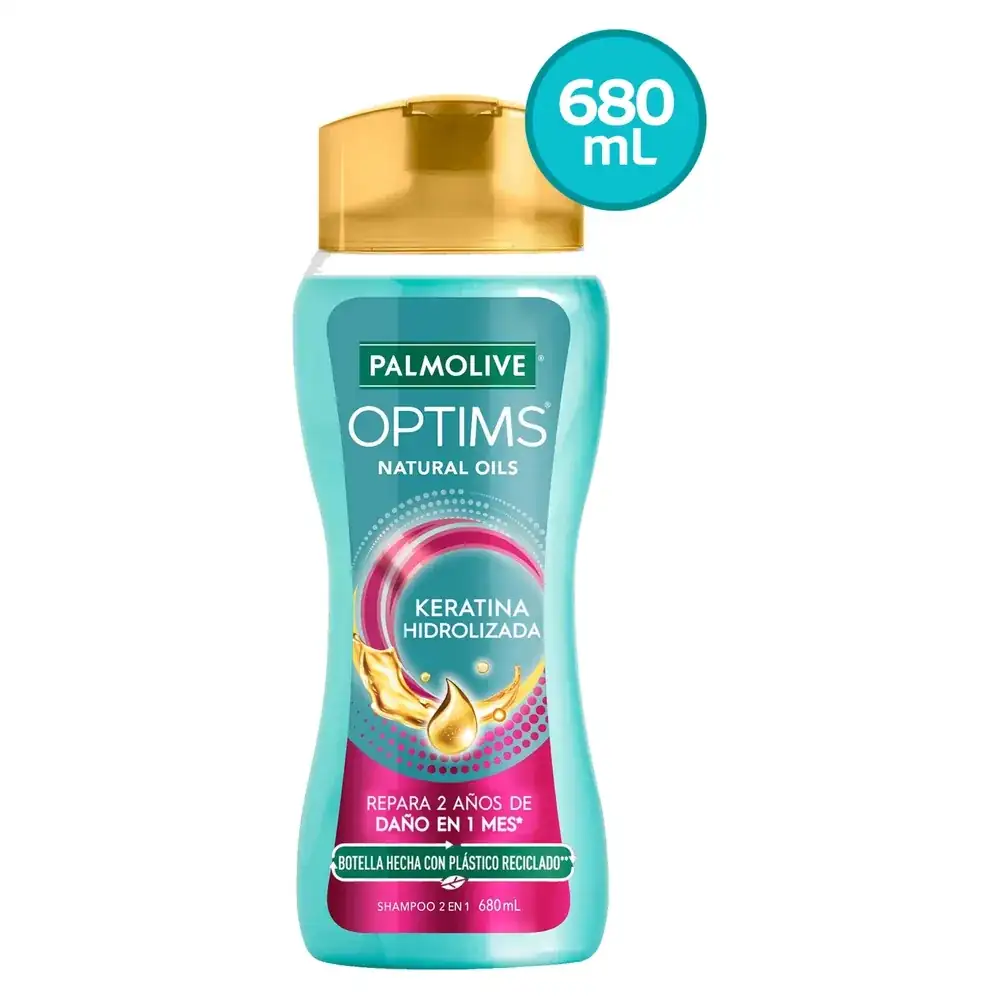 680
mL
PALMOLIVE®
OPTIMS®
NATURAL OILS
KERATINA
HIDROLIZADA
REPARA 2 AÑOS DE
DAÑO EN 1 MES*
BOTELLA HECHA CON PLÁSTICO RECICLADO**
SHAMPOO 2 EN 1 680mL